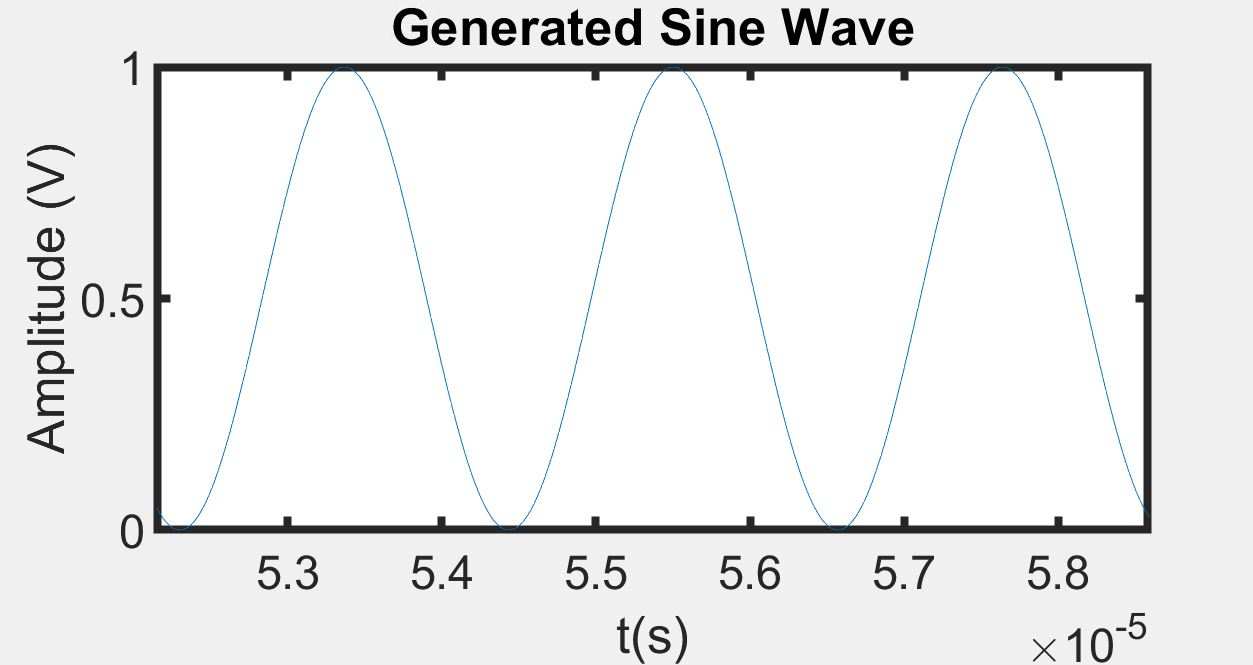 Generated Sine Wave
1
0.5
0
Amplitude (V)
5.3 5.4 5.5 5.6 5.7 5.8
t(s)
×10⁻⁵